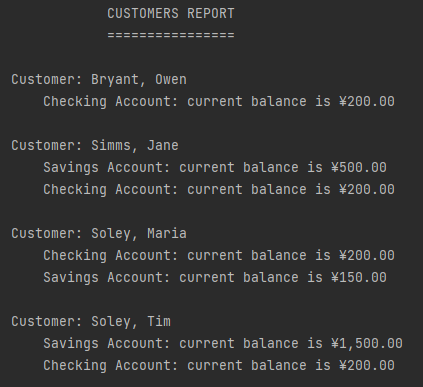 CUSTOMERS REPORT
================
Customer: Bryant, Owen
Checking Account: current balance is ¥200.00
Customer: Simms, Jane
Savings Account: current balance is ¥500.00
Checking Account: current balance is ¥200.00
Customer: Soley, Maria
Checking Account: current balance is ¥200.00
Savings Account: current balance is ¥150.00
Customer: Soley, Tim
Savings Account: current balance is ¥1,500.00
Checking Account: current balance is ¥200.00